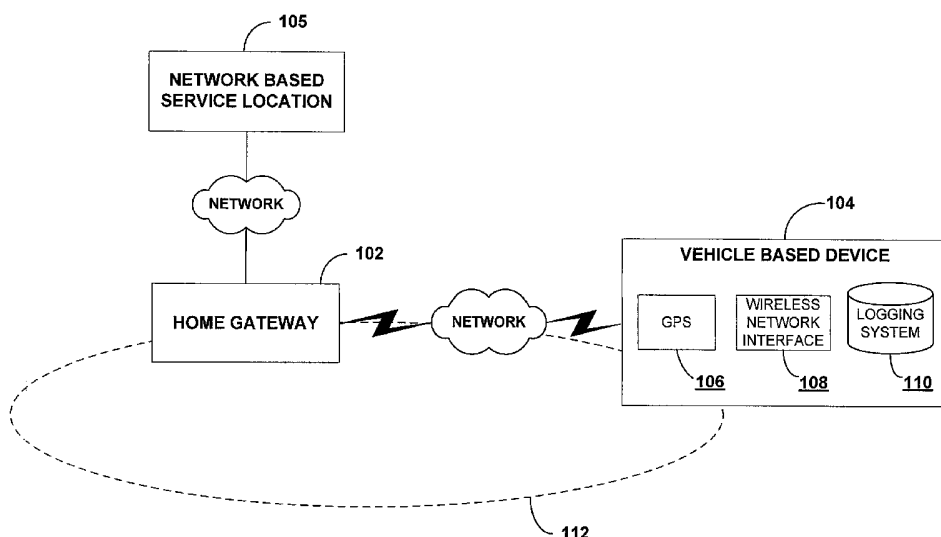 105
NETWORK BASED
SERVICE LOCATION
NETWORK
102
HOME GATEWAY
NETWORK
104
VEHICLE BASED DEVICE
GPS
106
WIRELESS
NETWORK
INTERFACE
108
LOGGING
SYSTEM
110
112